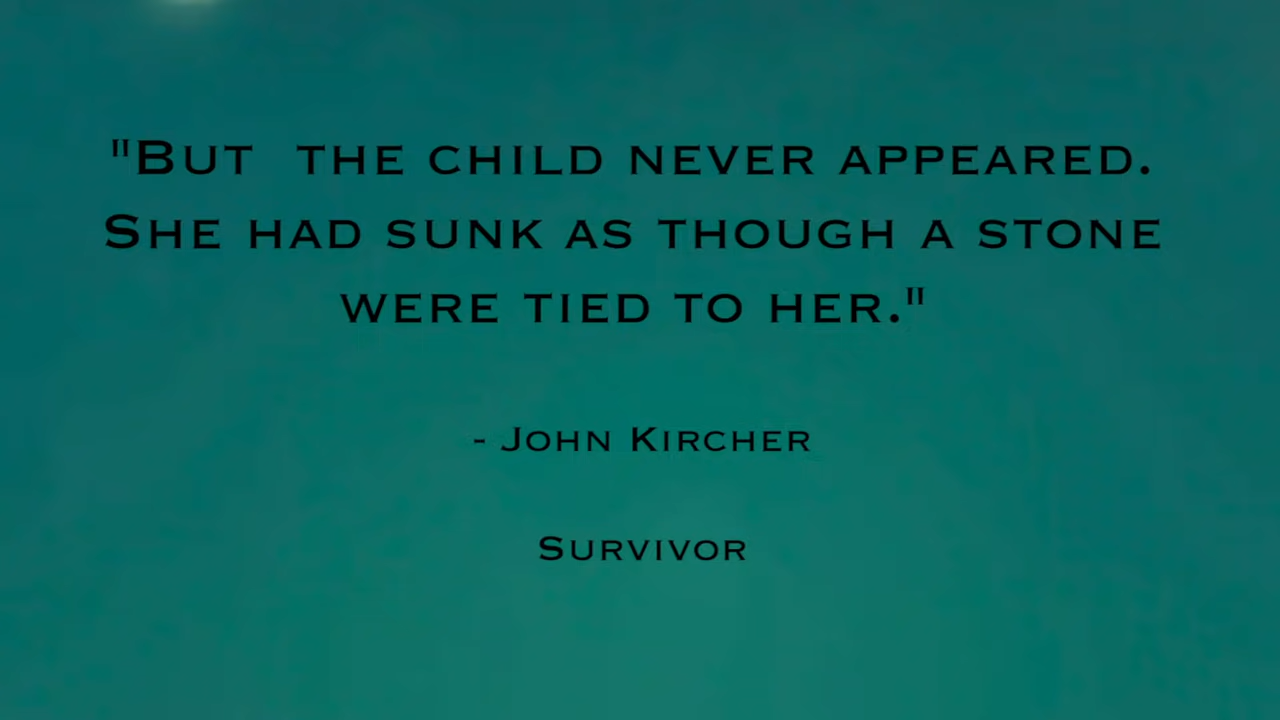 "But the child never appeared.
She had sunk as though a stone
were tied to her."
- John Kircher
Survivor